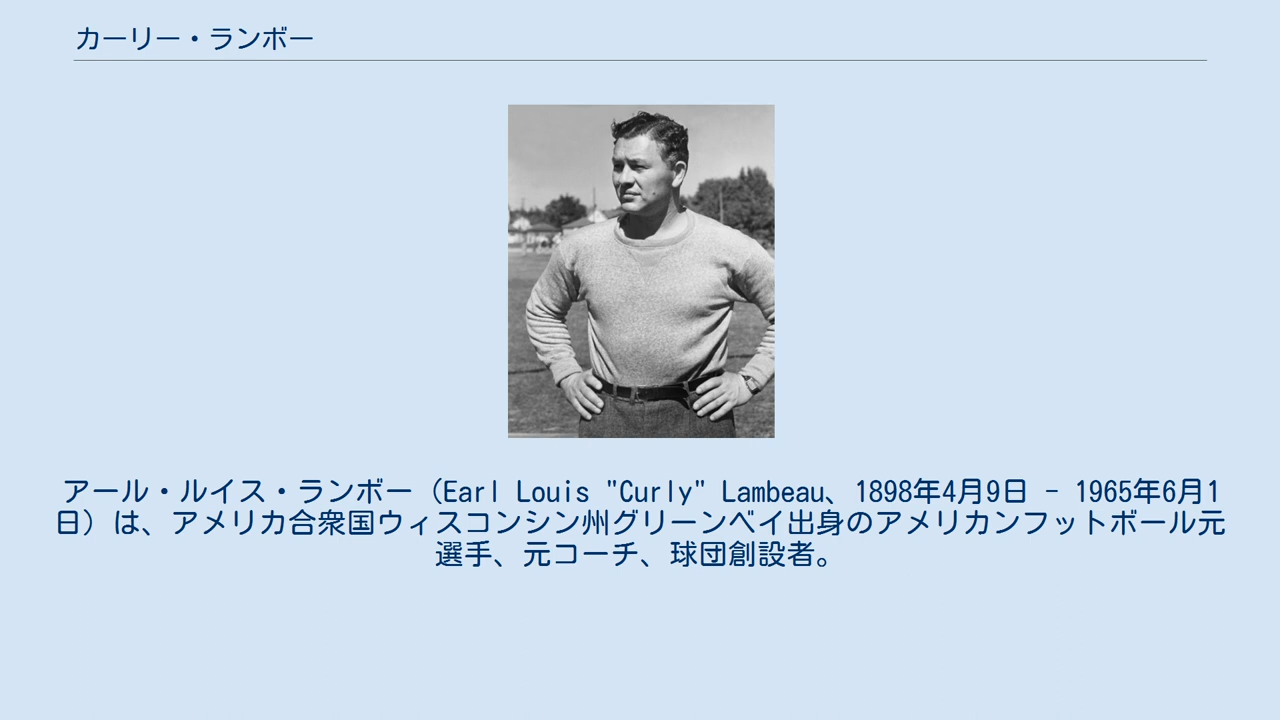 カーリー・ランボー
アール・ルイス・ランボー（Earl Louis "Curly" Lambeau、1898年4月9日 - 1965年6月1
日）は、アメリカ合衆国ウィスコンシン州グリーンベイ出身のアメリカンフットボール元
選手、元コーチ、球団創設者。